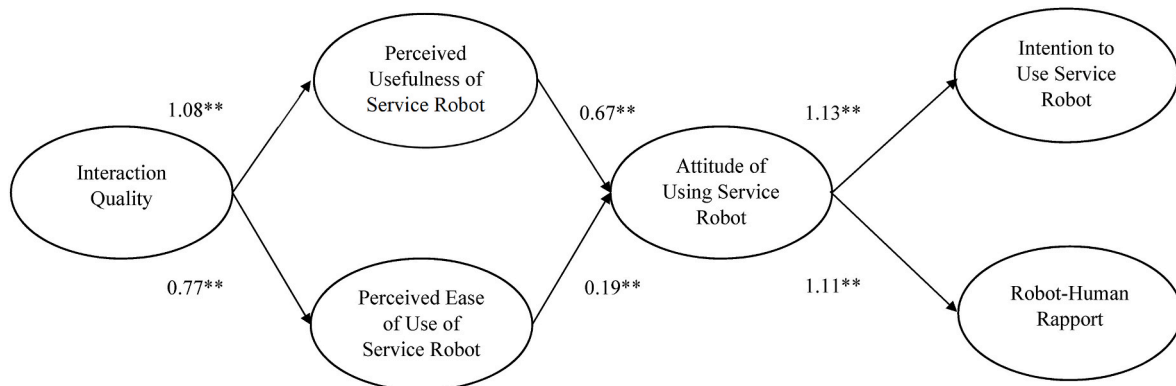 Perceived
Usefulness of
Service Robot
Intention to
Use Service
Robot
1.08**
0.67**
1.13**
Interaction
Quality
Attitude of
Using Service
Robot
0.77**
0.19**
1.11**
Perceived Ease
of Use of
Service Robot
Robot-Human
Rapport